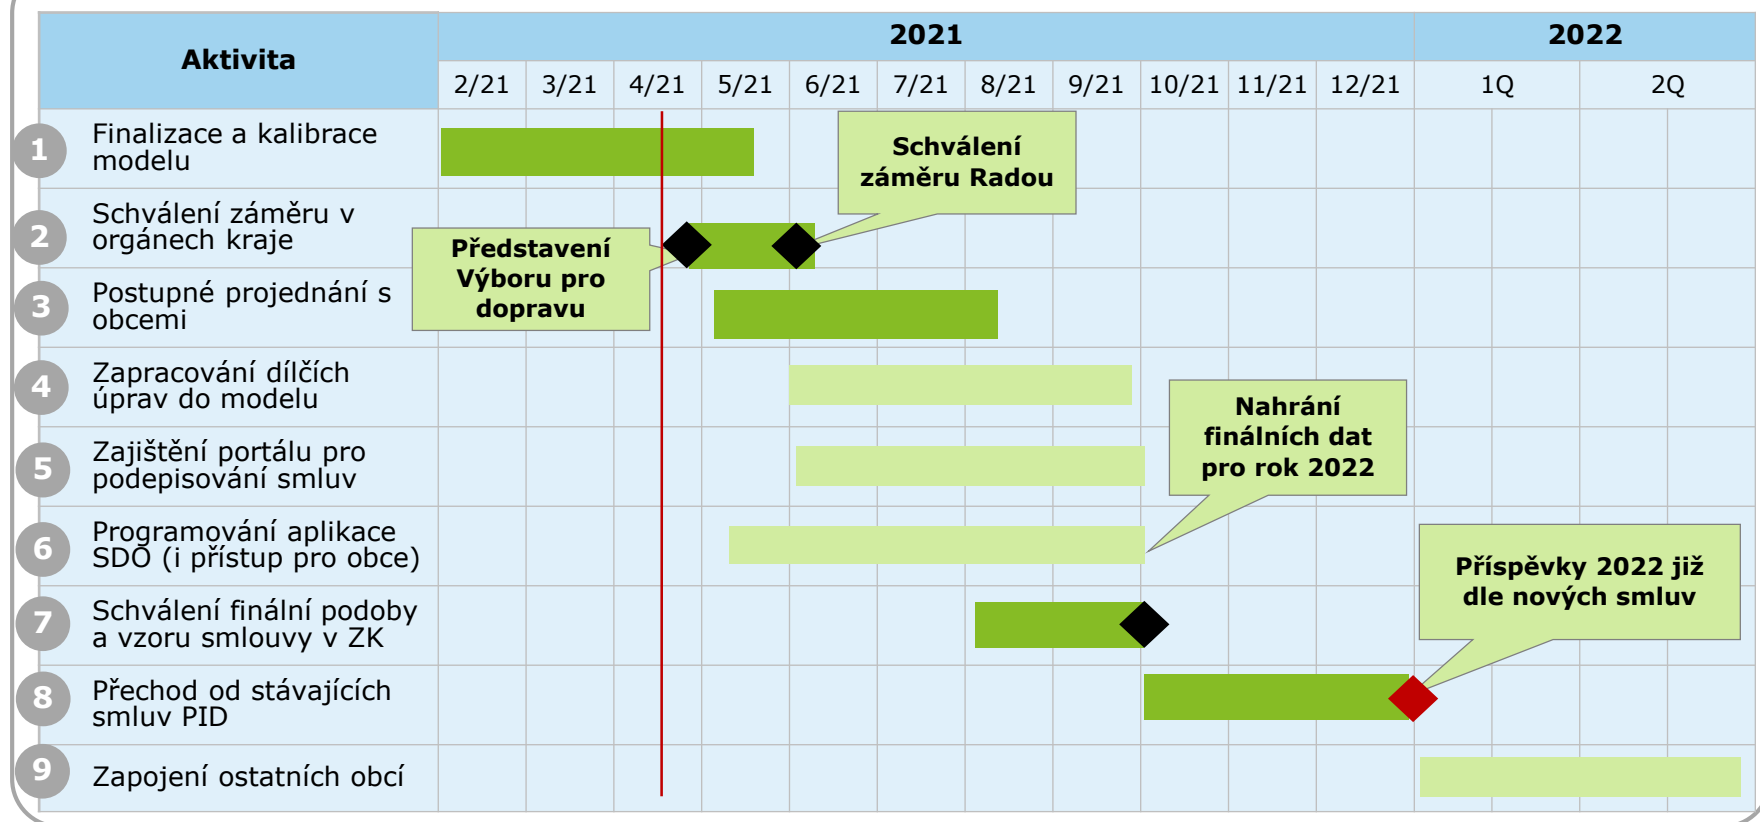 Aktivita
2021
2022
2/21 3/21 4/21 5/21 6/21 7/21 8/21 9/21 10/21 11/21 12/21 1Q 2Q
1
Finalizace a kalibrace
modelu
2
Schválení záměru v
orgánech kraje
3
Postupné projednání s
obcemi
4
Zapracování dílčích
úprav do modelu
5
Zajištění portálu pro
podepisování smluv
6
Programování aplikace
SDO (i přístup pro obce)
7
Schválení finální podoby
a vzoru smlouvy v ZK
8
Přechod od stávajících
smluv PID
9
Zapojení ostatních obcí
Schválení
záměru Radou
Představení
Výboru pro
dopravu
Nahrání
finálních dat
pro rok 2022
Příspěvky 2022 již
dle nových smluv